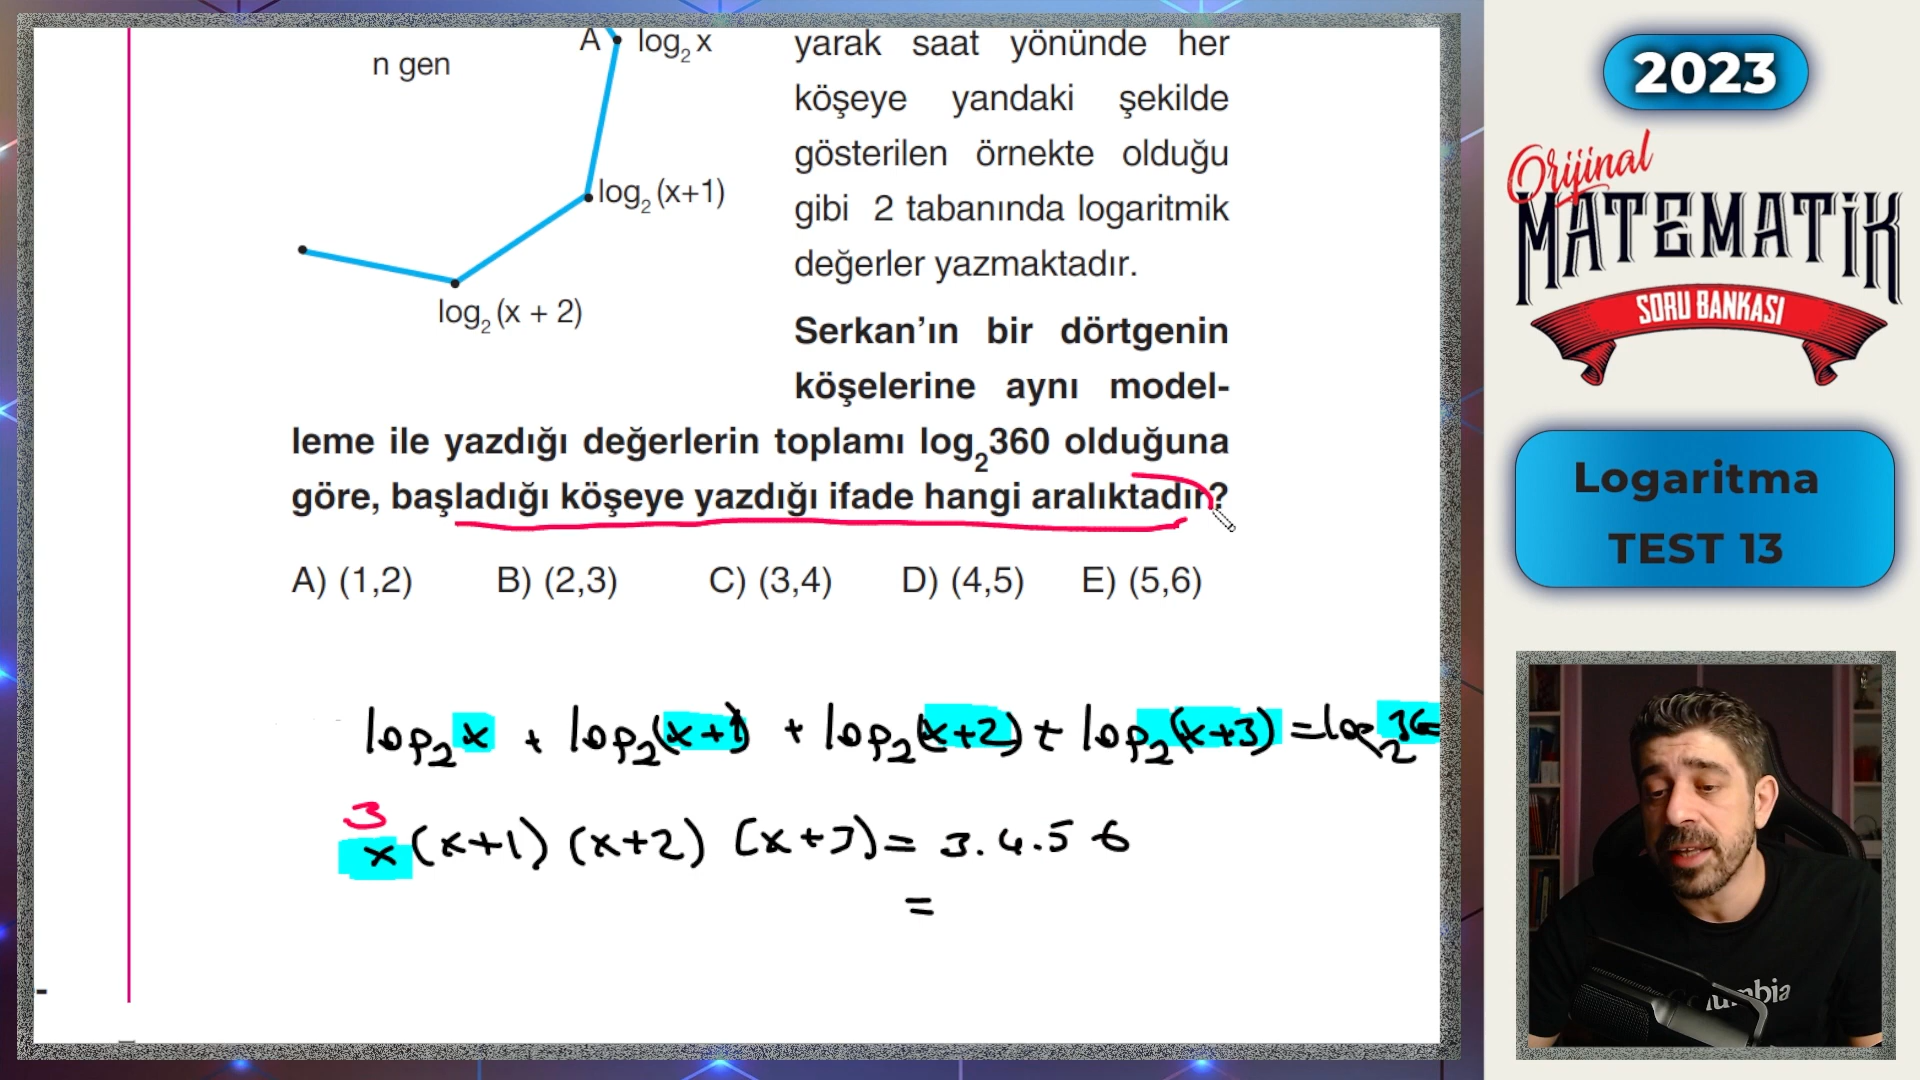 n gen
A log₂ x
log₂ (x+1)
log₂ (x + 2)
yarak saat yönünde her
köşeye yandaki şekilde
gösterilen örnekte olduğu
gibi 2 tabanında logaritmik
değerler yazmaktadır.
Serkan’ın bir dörtgenin
köşelerine aynı model-
leme ile yazdığı değerlerin toplamı log₂360 olduğuna
göre, başladığı köşeye yazdığı ifade hangi aralıktadır?
A) (1,2) B) (2,3) C) (3,4) D) (4,5) E) (5,6)
log₂ x + log₂(x+1) + log₂(x+2) + log₂(x+3) = log₂ 36
3
x (x+1) (x+2) (x+3) = 3.4.5 6
=
-
2023
Orijinal
MATEMATİK
SORU BANKASI
Logaritma
TEST 13